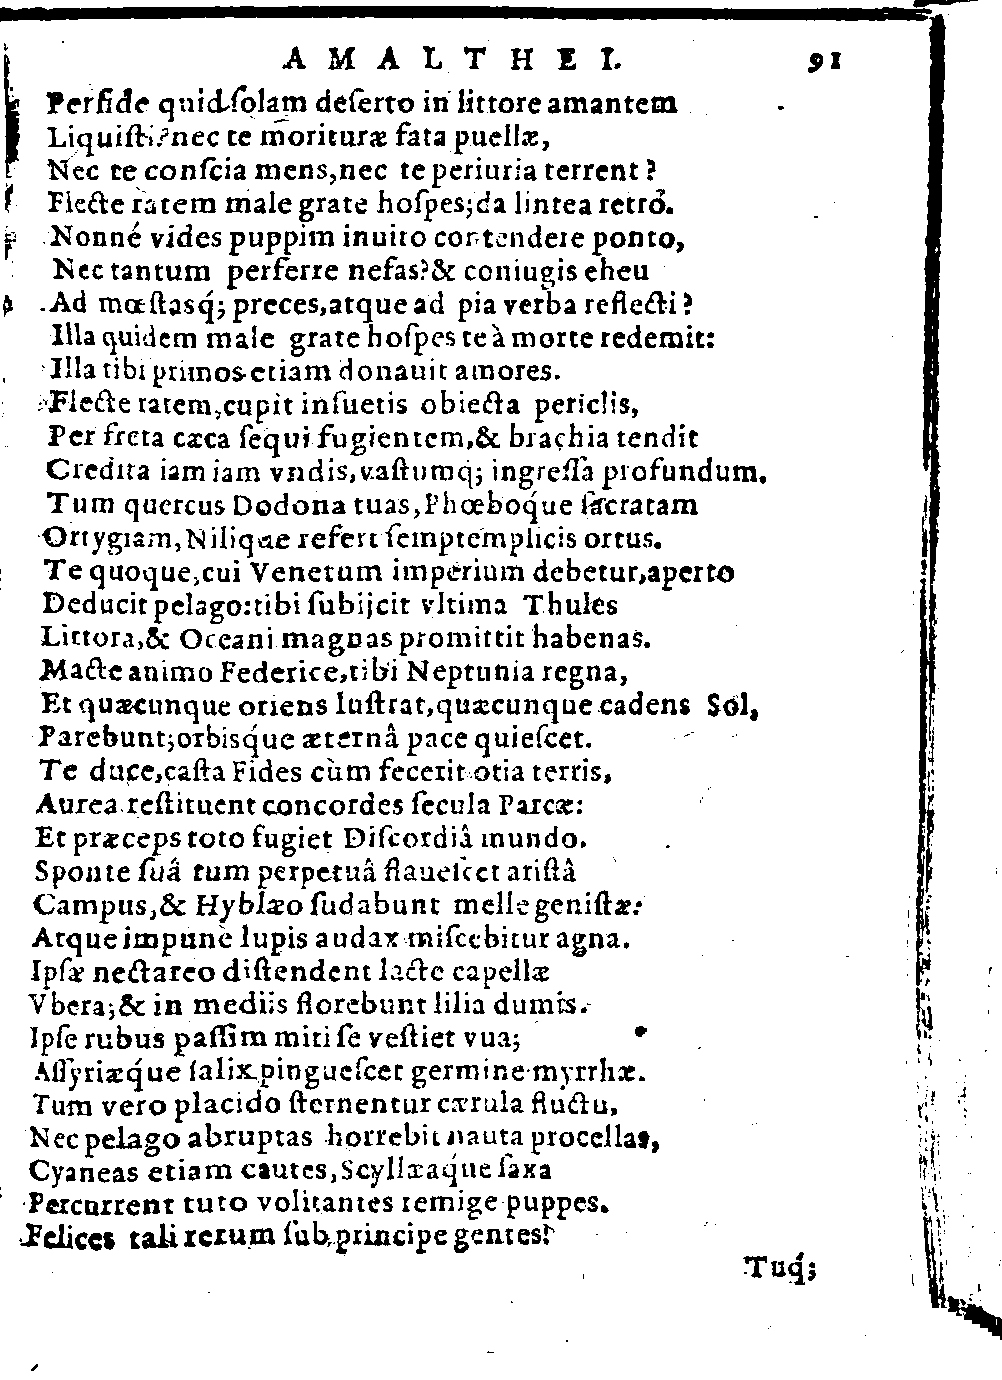 AMALTHEI. 91
Perfide quid ſolam deſerto in littore amantem
Liquiſti? nec te morituræ fata puellæ,
Nec te conſcia mens, nec te periuria terrent?
Flecte ratem male grate hoſpes; da lintea retrò.
Nonné vides puppim inuito contendere ponto,
Nec tantum perferre nefas? & coniugis eheu
Ad mœſtasq́; preces, atque ad pia verba reflecti?
Illa quidem male grate hoſpes te à morte redemit:
Illa tibi primos etiam donauit amores.
Flecte ratem, cupit inſuetis obiecta periclis,
Per freta cæca ſequi fugientem, & brachia tendit
Credita iam iam vndis, vaſtumq́; ingreſſa profundum.
Tum quercus Dodona tuas, Phœboq́ue ſacratam
Ortygiam, Nilique refert ſemptemplicis ortus.
Te quoque, cui Venetum imperium debetur, aperto
Deducit pelago: tibi ſubijcit vltima Thules
Littora, & Oceani magnas promittit habenas.
Macte animo Federice, tibi Neptunia regna,
Et quæcunque oriens luſtrat, quæcunque cadens Sol,
Parebunt; orbisq́ue æternâ pace quieſcet.
Te duce, caſta Fides cùm fecerit otia terris,
Aurea reſtituent concordes ſecula Parcæ:
Et præceps toto fugiet Diſcordiâ mundo.
Sponte ſuâ tum perpetuâ flaueſcet ariſtâ
Campus, & Hyblæo ſudabunt melle geniſtæ:
Atque impunè lupis audax miſcebitur agna.
Ipſæ nectareo diſtendent lacte capellæ
Vbera; & in mediis florebunt lilia dumis.
Ipſe rubus paſſim miti ſe veſtiet vua;
Aſſyriæq́ue ſalix pingueſcet germine myrrhæ.
Tum vero placido ſternentur cærula fluctu,
Nec pelago abruptas horrebit nauta procellas,
Cyaneas etiam cautes, Scyllæaq́ue ſaxa
Percurrent tuto volitantes remige puppes.
Felices tali rerum ſub principe gentes!
Tuq́;